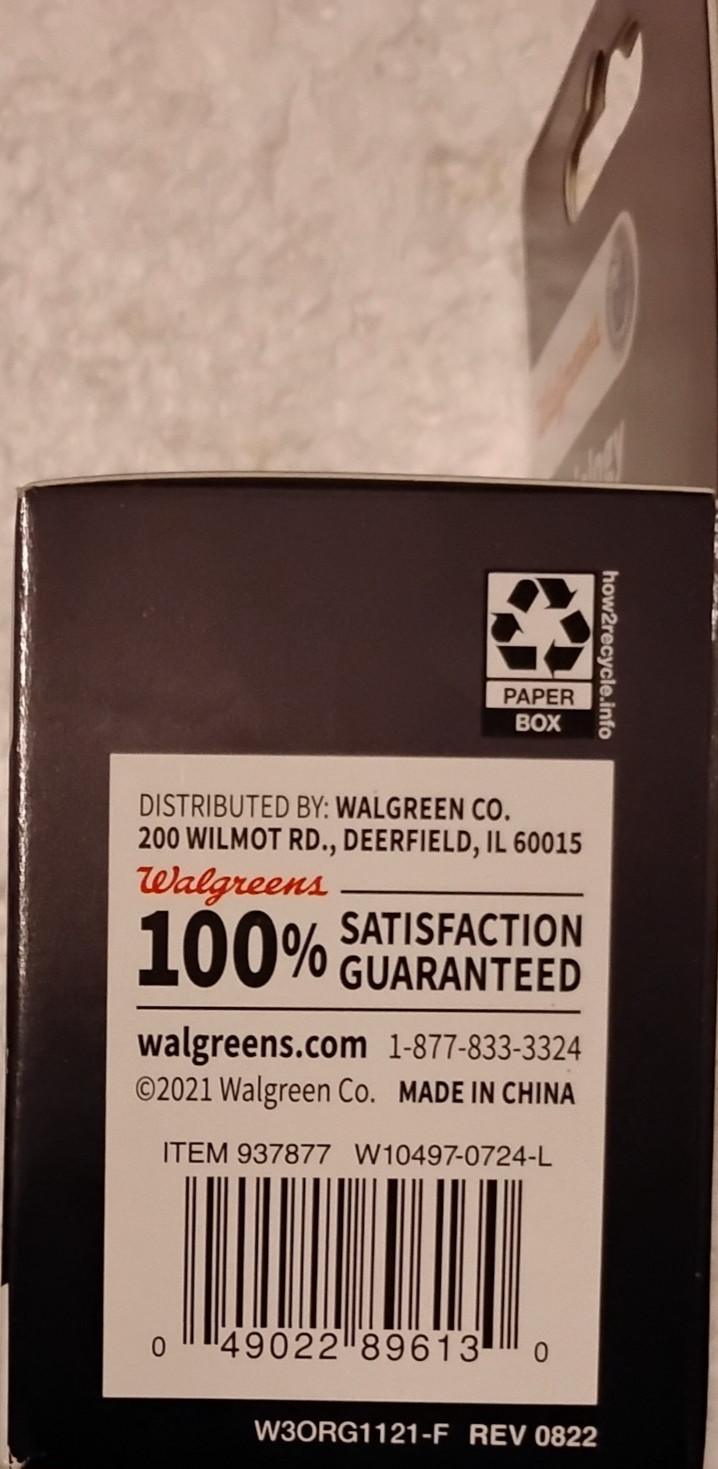 how2recycle.info
PAPER
BOX
DISTRIBUTED BY: WALGREEN CO.
200 WILMOT RD., DEERFIELD, IL 60015
Walgreens
100% SATISFACTION
GUARANTEED
walgreens.com 1-877-833-3324
©2021 Walgreen Co. MADE IN CHINA
ITEM 937877 W10497-0724-L
0 49022 89613 0
W3ORG1121-F REV 0822